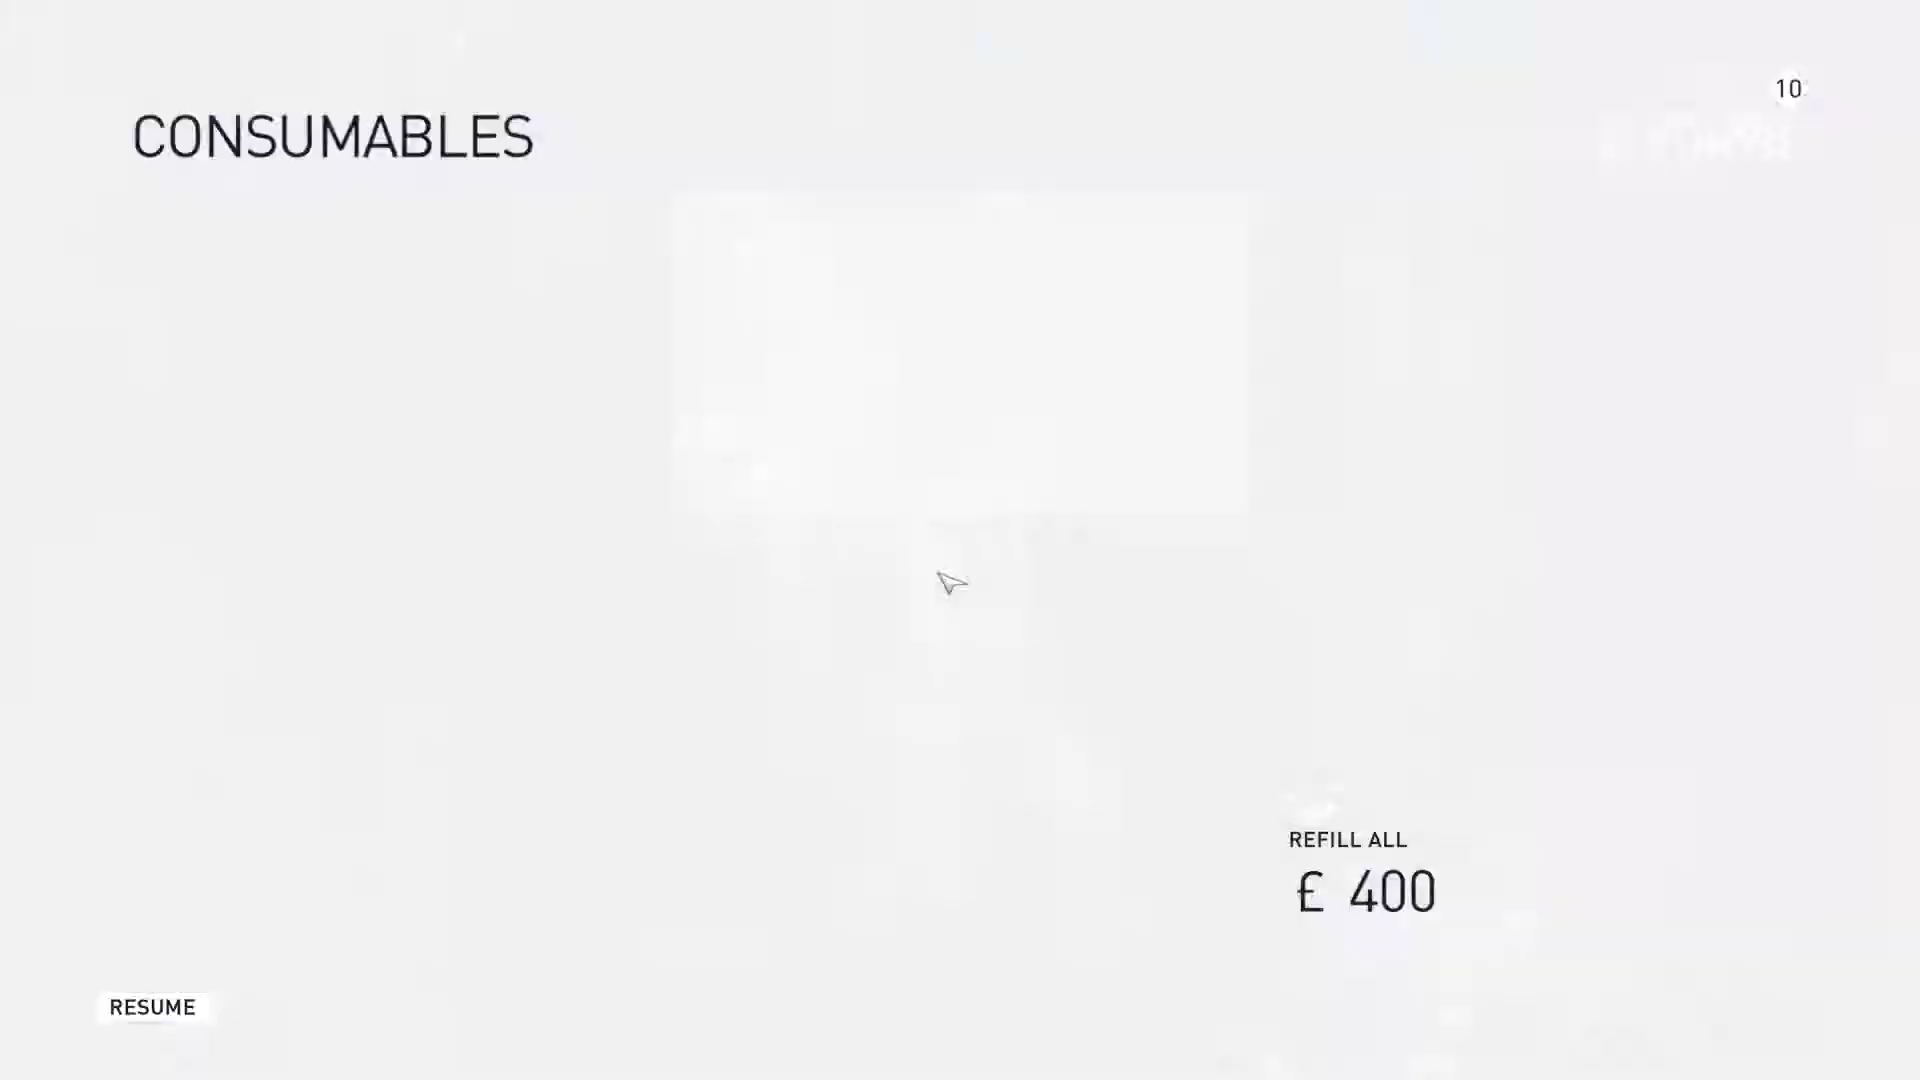 10
CONSUMABLES
REFILL ALL
£ 400
RESUME